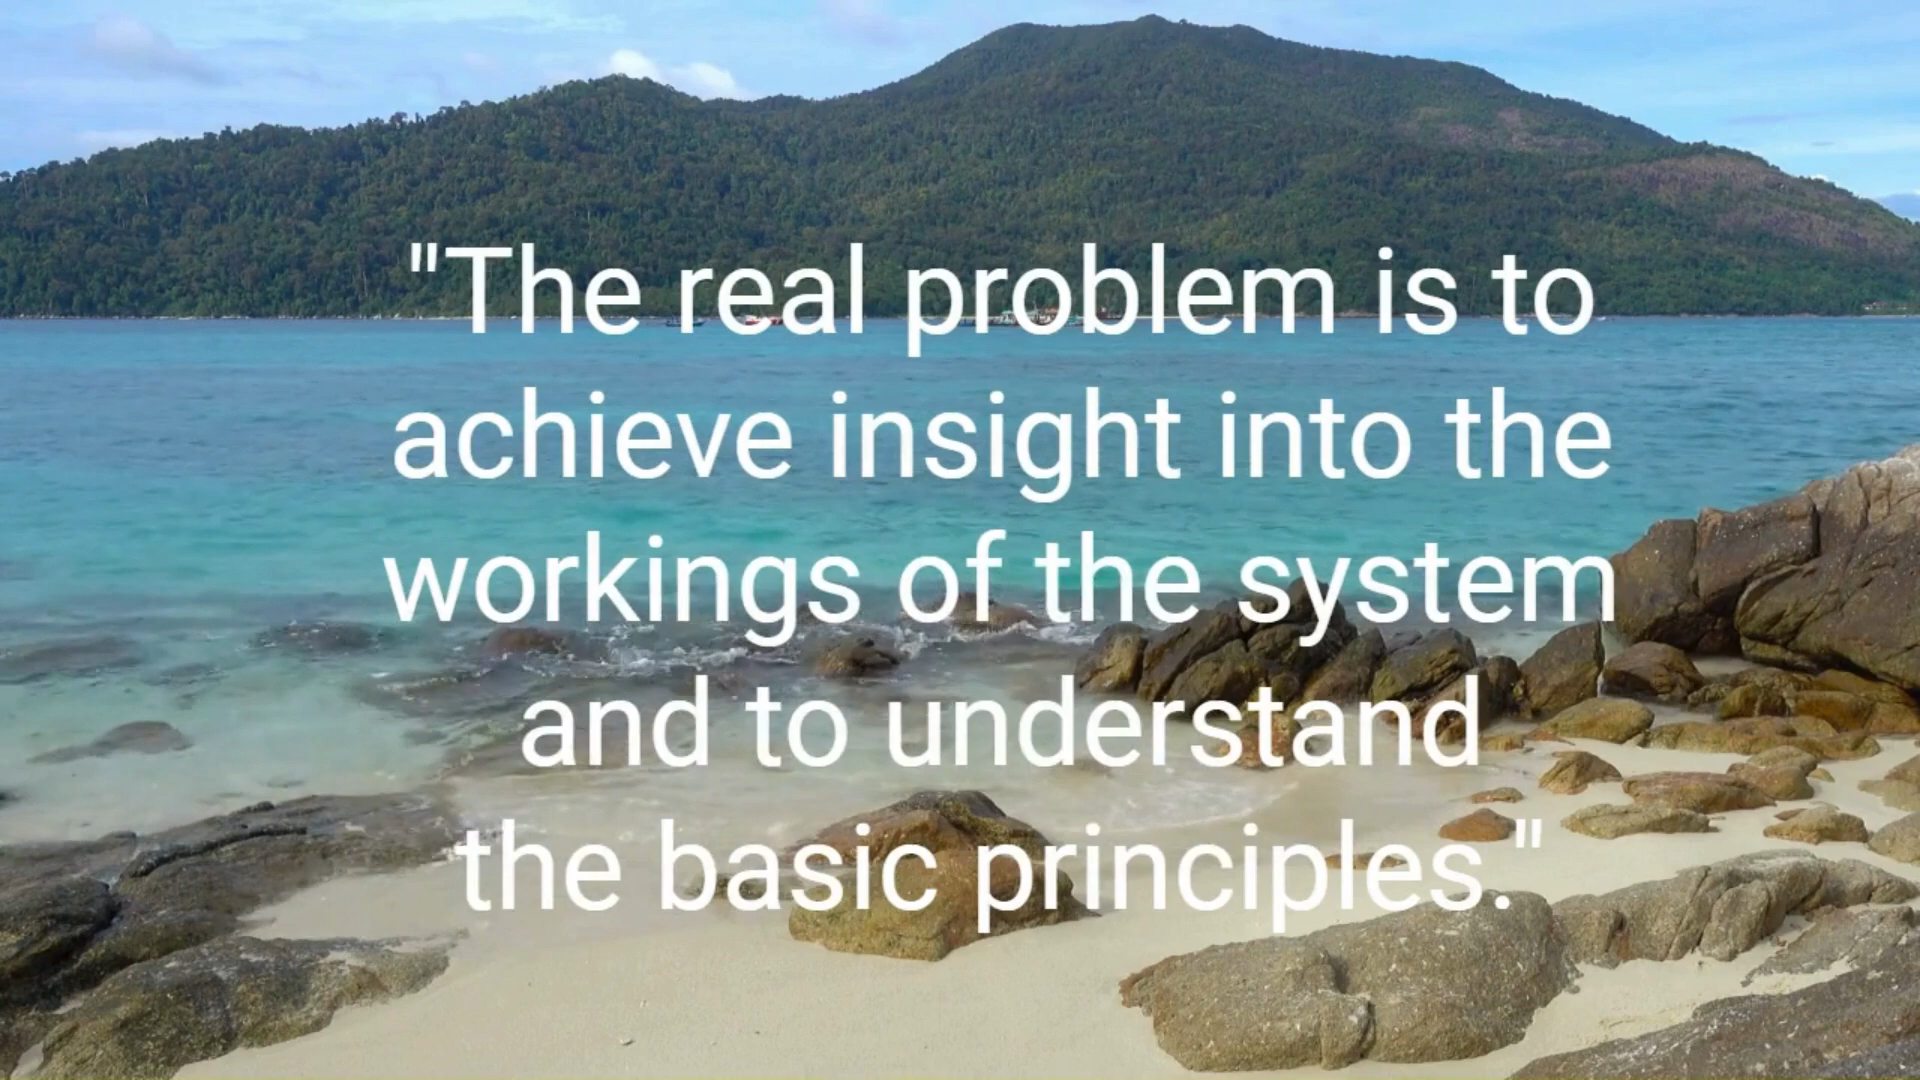 "The real problem is to
achieve insight into the
workings of the system
and to understand
the basic principles."